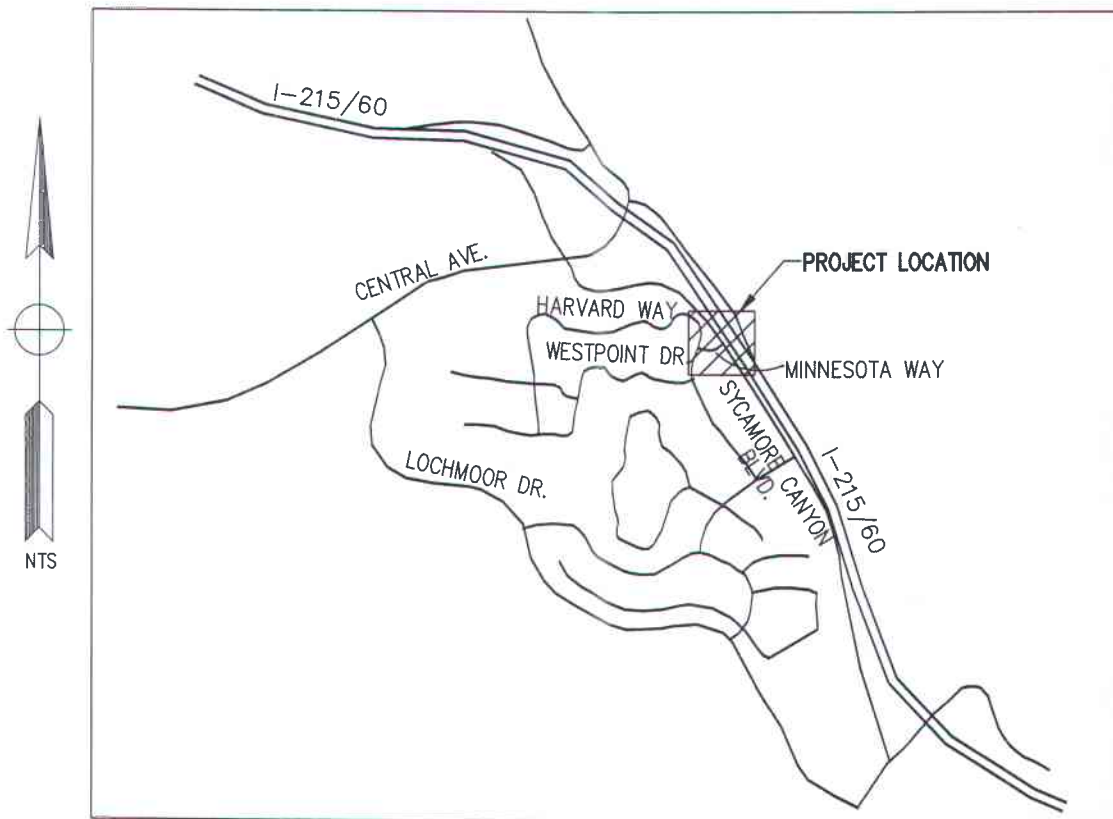 I-215/60
CENTRAL AVE.
PROJECT LOCATION
HARVARD WAY
WESTPOINT DR
MINNESOTA WAY
SYCAMORE CANYON
BLVD.
I-215/60
LOCHMOOR DR.
NTS